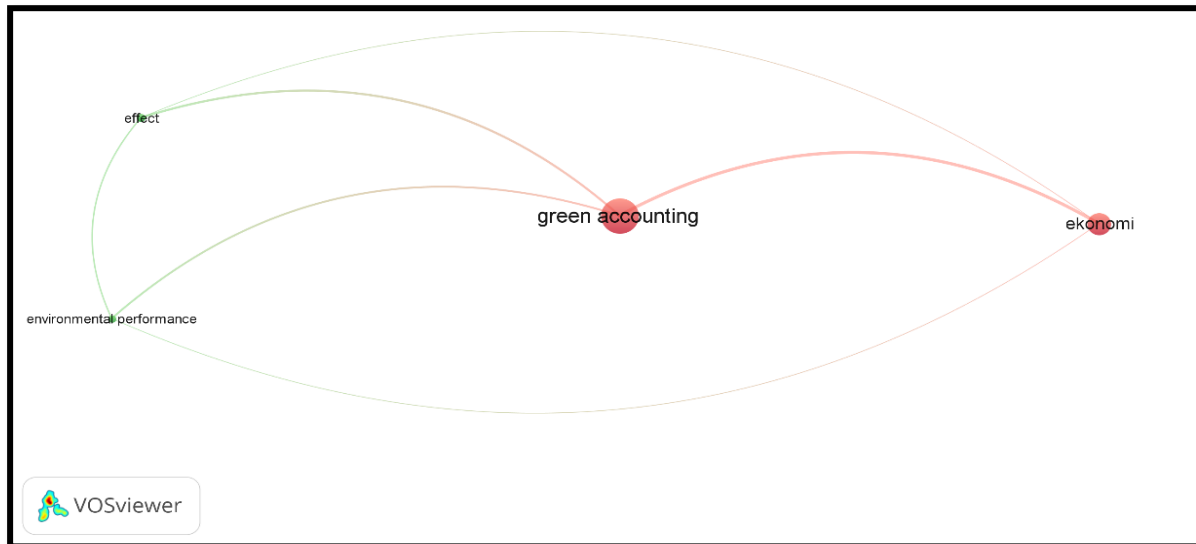 effect
green accounting
ekonomi
environmental performance
VOSviewer